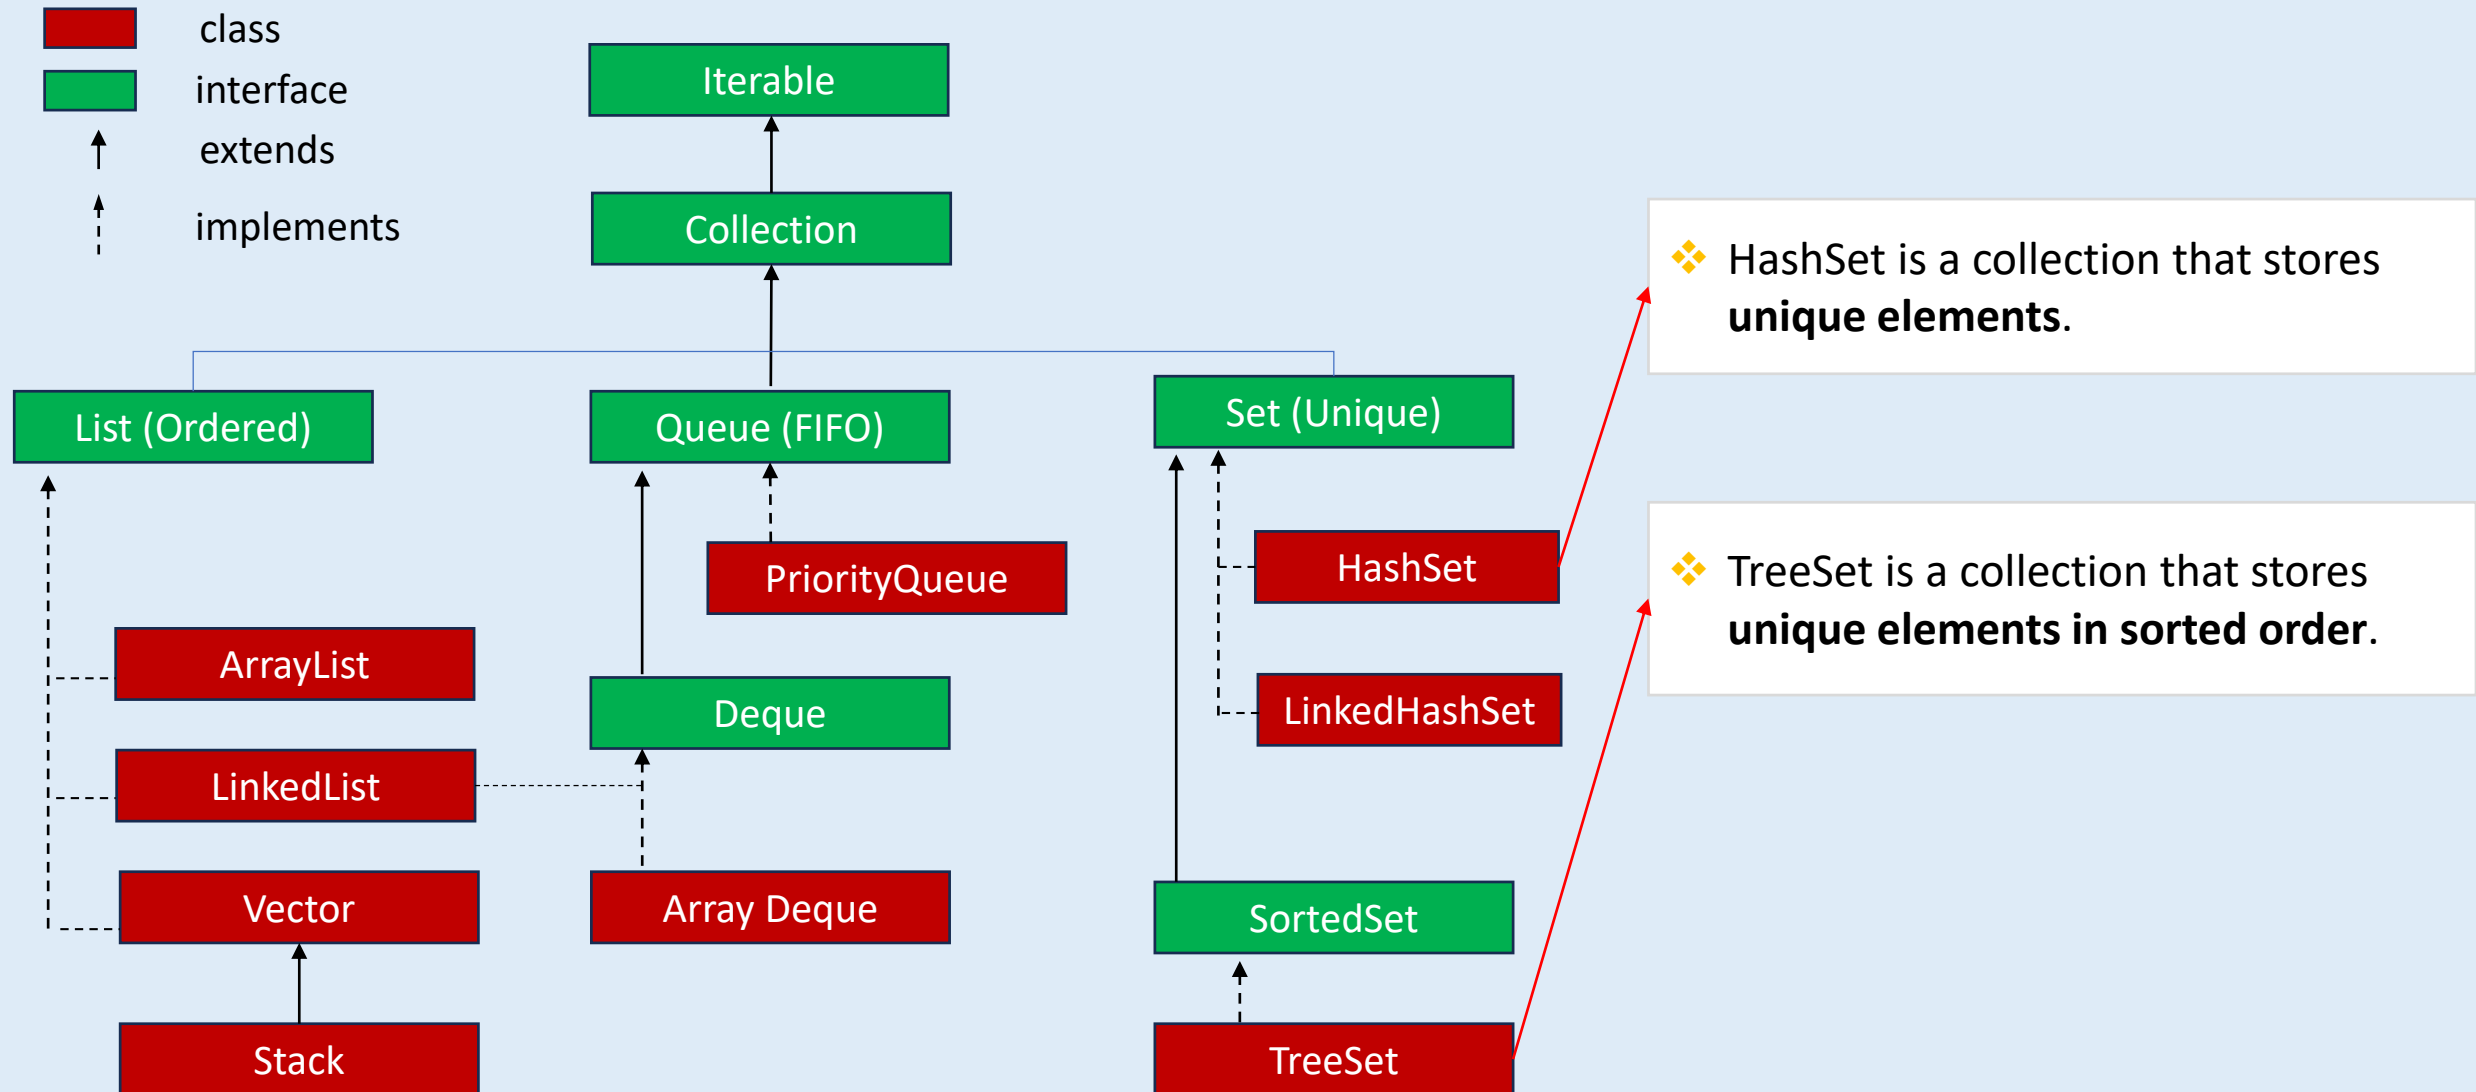 class
interface
extends
implements
Iterable
Collection
List (Ordered)
Queue (FIFO)
Set (Unique)
PriorityQueue
HashSet
ArrayList
Deque
LinkedHashSet
LinkedList
Vector
Array Deque
SortedSet
Stack
TreeSet
HashSet is a collection that stores
unique elements.
TreeSet is a collection that stores
unique elements in sorted order.